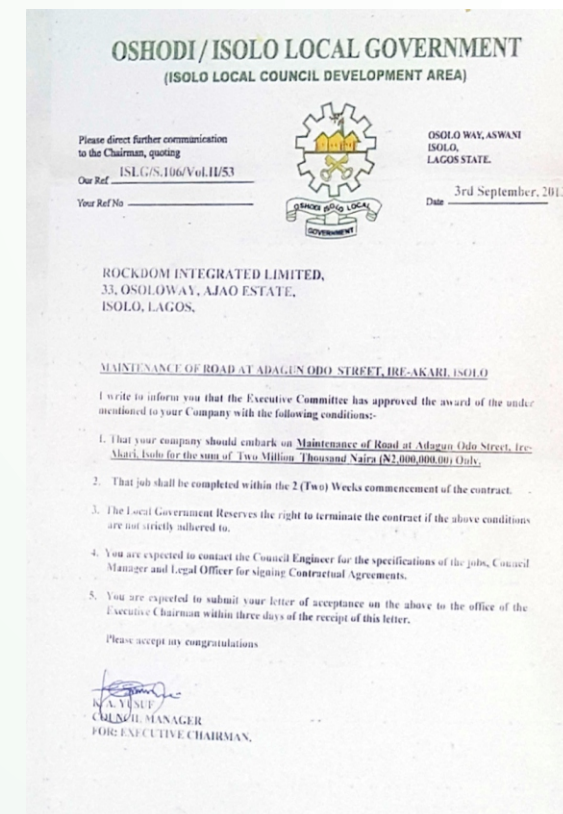 OSHODI / ISOLO LOCAL GOVERNMENT
(ISOLO LOCAL COUNCIL DEVELOPMENT AREA)
Please direct further communication
to the Chairman, quoting
Our Ref ISLG/S.106/Vol.II/53
Your Ref No
OSHODI ISOLO LOCAL
GOVERNMENT
OSOLO WAY, ASWANI
ISOLO,
LAGOS STATE.
Date 3rd September, 201
ROCKDOM INTEGRATED LIMITED,
33, OSOLOWAY, AJAO ESTATE,
ISOLO, LAGOS,
MAINTENANCE OF ROAD AT ADAGUN ODO STREET, IRE-AKARI, ISOLO
I write to inform you that the Executive Committee has approved the award of the under
mentioned to your Company with the following conditions:-
1. That your company should embark on Maintenance of Road at Adagun Odo Street, Ire-
Akari, Isolo for the sum of Two Million Thousand Naira (N2,000,000.00) Only,
2. That job shall be completed within the 2 (Two) Weeks commencement of the contract.
3. The Local Government Reserves the right to terminate the contract if the above conditions
are not strictly adhered to.
4. You are expected to contact the Council Engineer for the specifications of the jobs, Council
Manager and Legal Officer for signing Contractual Agreements.
5. You are expected to submit your letter of acceptance on the above to the office of the
Executive Chairman within three days of the receipt of this letter.
Please accept my congratulations
K. A. YUSUF
COUNCIL MANAGER
FOR: EXECUTIVE CHAIRMAN,